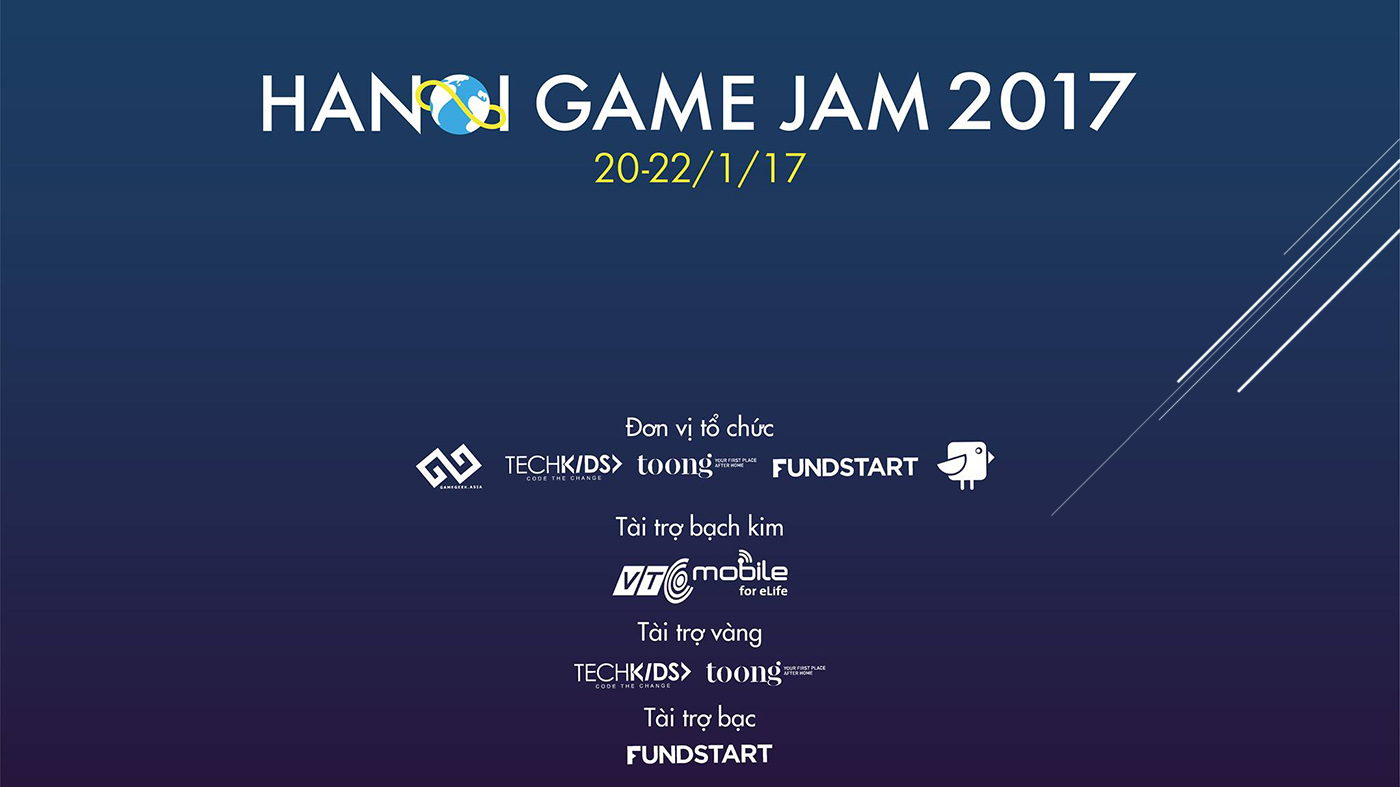 HANOI GAME JAM 2017
20-22/1/17
Đơn vị tổ chức
GAMEGEEK.ASIA
TECHKIDS
CODE THE CHANGE
toong
YOUR FIRST PLACE
AFTER HOME
FUNDSTART
Tài trợ bạch kim
VTC mobile
for eLife
Tài trợ vàng
TECHKIDS
CODE THE CHANGE
toong
YOUR FIRST PLACE
AFTER HOME
Tài trợ bạc
FUNDSTART